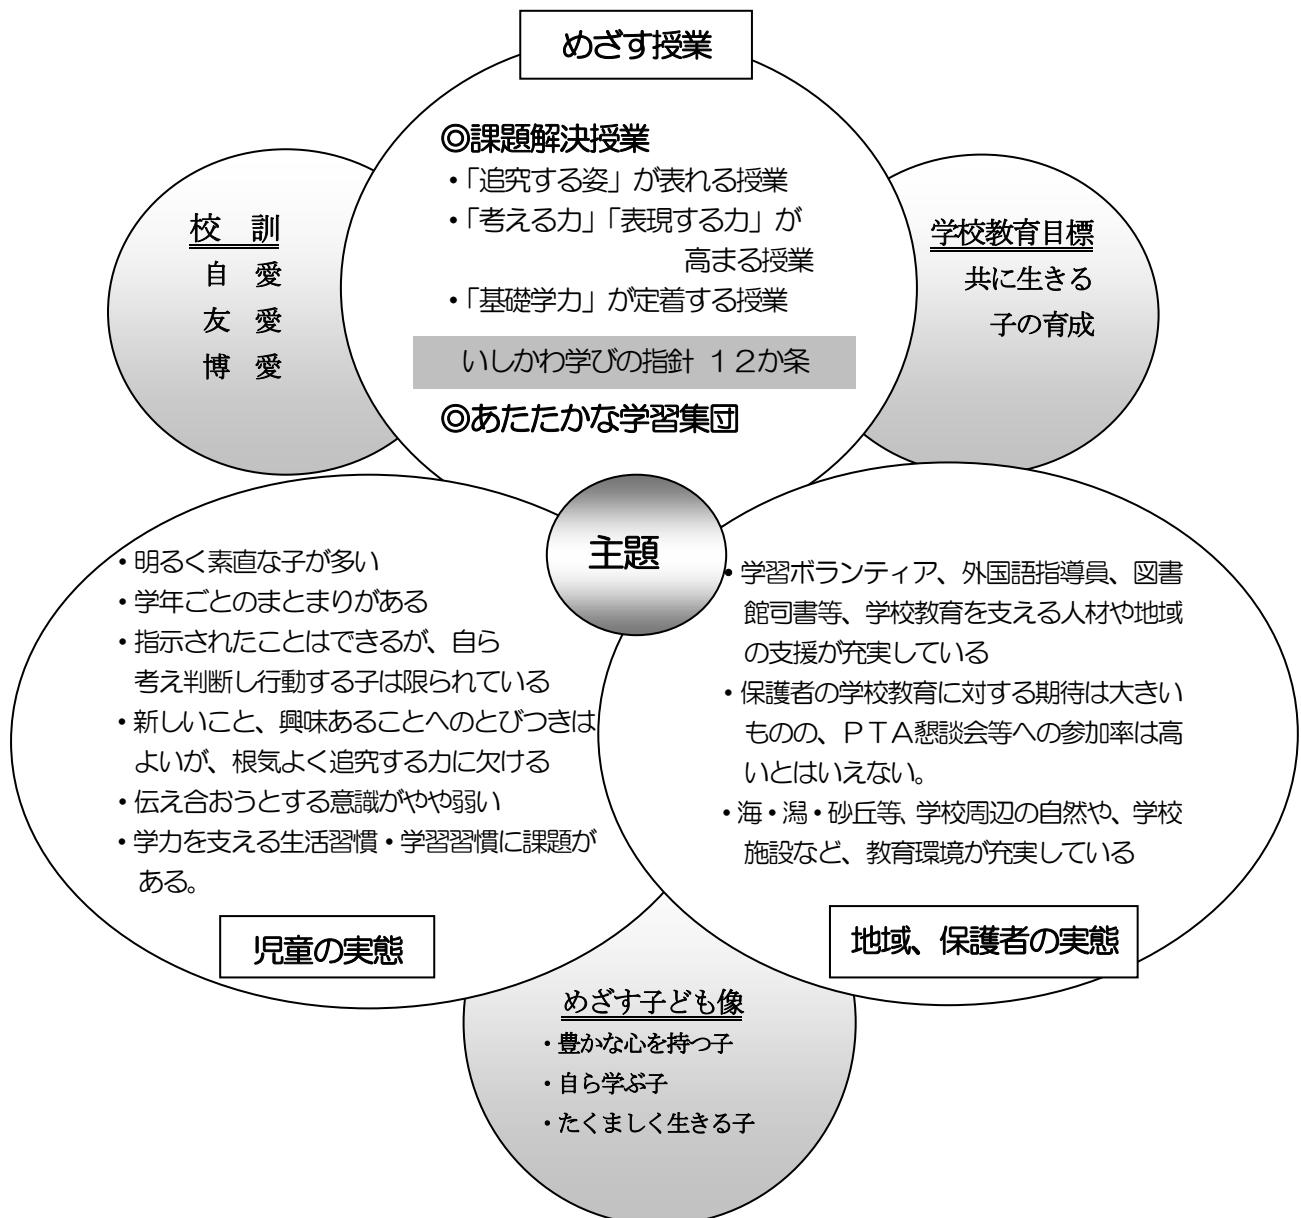 めざす授業
◎課題解決授業
・「追究する姿」が表れる授業
・「考える力」「表現する力」が
高まる授業
・「基礎学力」が定着する授業
いしかわ学びの指針 １２か条
◎あたたかな学習集団
校 訓
自 愛
友 愛
博 愛
学校教育目標
共に生きる
子の育成
主題
・明るく素直な子が多い
・学年ごとのまとまりがある
・指示されたことはできるが、自ら
考え判断し行動する子は限られている
・新しいこと、興味あることへのとびつきは
よいが、根気よく追究する力に欠ける
・伝え合おうとする意識がやや弱い
・学力を支える生活習慣・学習習慣に課題が
ある。
児童の実態
・学習ボランティア、外国語指導員、図書
館司書等、学校教育を支える人材や地域
の支援が充実している
・保護者の学校教育に対する期待は大きい
ものの、ＰＴＡ懇談会等への参加率は高
いとはいえない。
・海・潟・砂丘等、学校周辺の自然や、学校
施設など、教育環境が充実している
地域、保護者の実態
めざす子ども像
・豊かな心を持つ子
・自ら学ぶ子
・たくましく生きる子